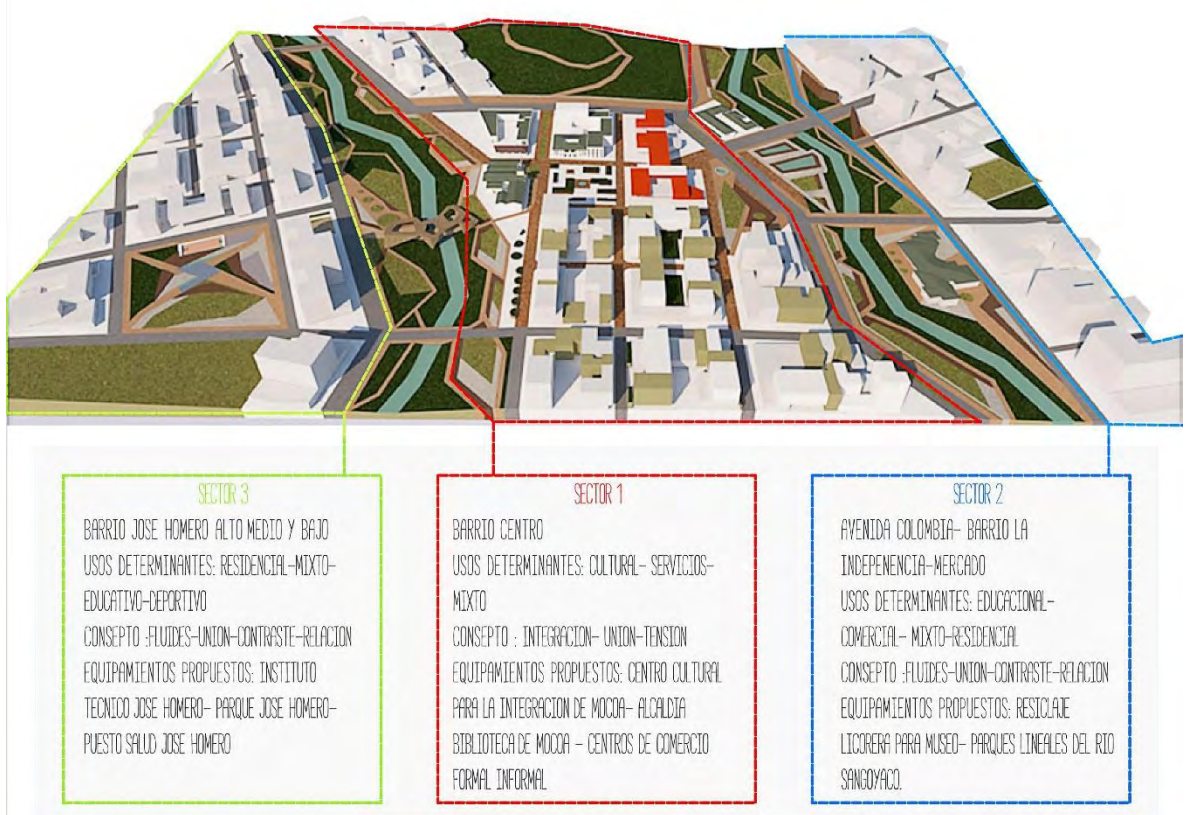 SECTOR 3
BARRIO JOSE HOMERO ALTO MEDIO Y BAJO
USOS DETERMINANTES: RESIDENCIAL-MIXTO-
EDUCATIVO-DEPORTIVO
CONSEPTO :FLUIDES-UNION-CONTRASTE-RELACION
EQUIPAMIENTOS PROPUESTOS: INSTITUTO
TECNICO JOSE HOMERO- PARQUE JOSE HOMERO-
PUESTO SALUD JOSE HOMERO
SECTOR 1
BARRIO CENTRO
USOS DETERMINANTES: CULTURAL- SERVICIOS-
MIXTO
CONSEPTO : INTEGRACION- UNION-TENSION
EQUIPAMIENTOS PROPUESTOS: CENTRO CULTURAL
PARA LA INTEGRACION DE MOCOA- ALCALDIA
BIBLIOTECA DE MOCOA - CENTROS DE COMERCIO
FORMAL INFORMAL
SECTOR 2
AVENIDA COLOMBIA- BARRIO LA
INDEPENENCIA-MERCADO
USOS DETERMINANTES: EDUCACIONAL-
COMERCIAL- MIXTO-RESIDENCIAL
CONSEPTO :FLUIDES-UNION-CONTRASTE-RELACION
EQUIPAMIENTOS PROPUESTOS: RESICLAJE
LICORERA PARA MUSEO- PARQUES LINEALES DEL RIO
SANGOYACO.